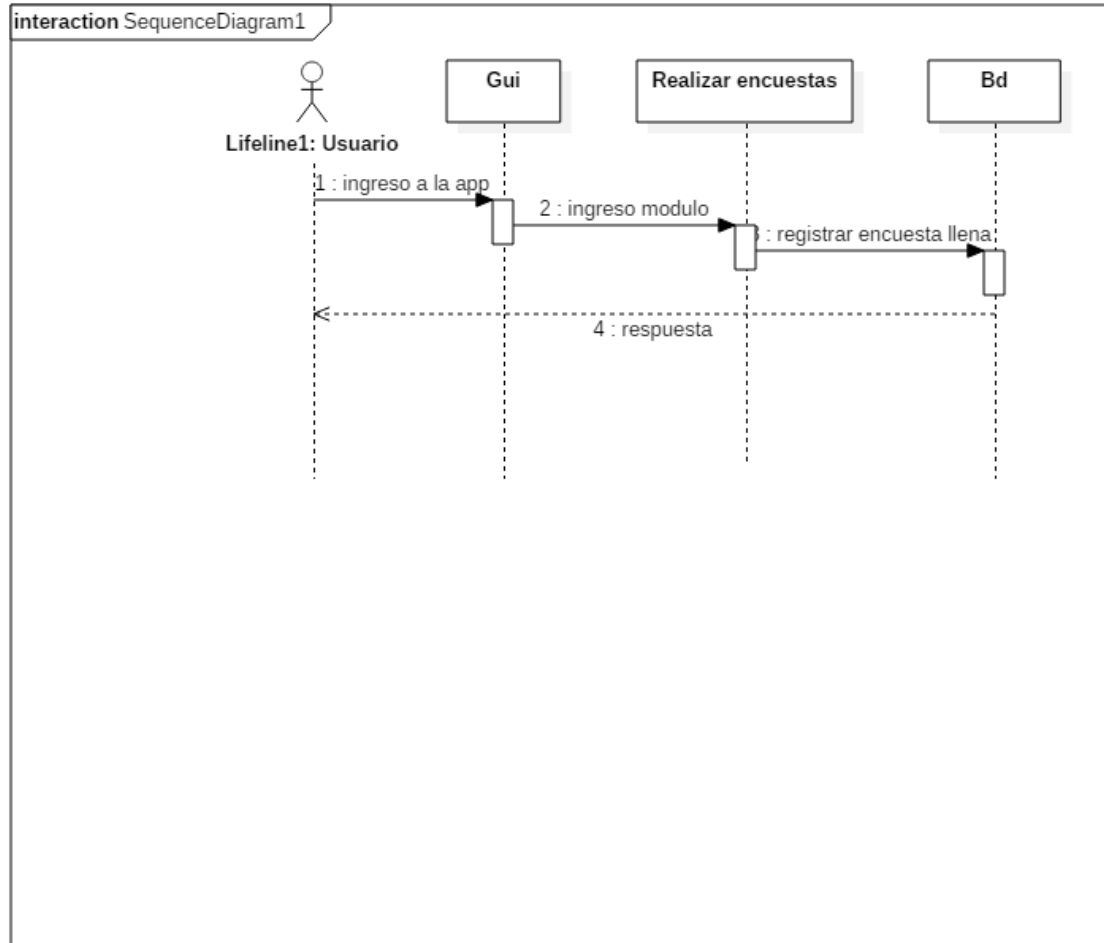 interaction SequenceDiagram1
Gui
Realizar encuestas
Bd
Lifeline1: Usuario
1 : ingreso a la app
2 : ingreso modulo
3 : registrar encuesta llena
4 : respuesta